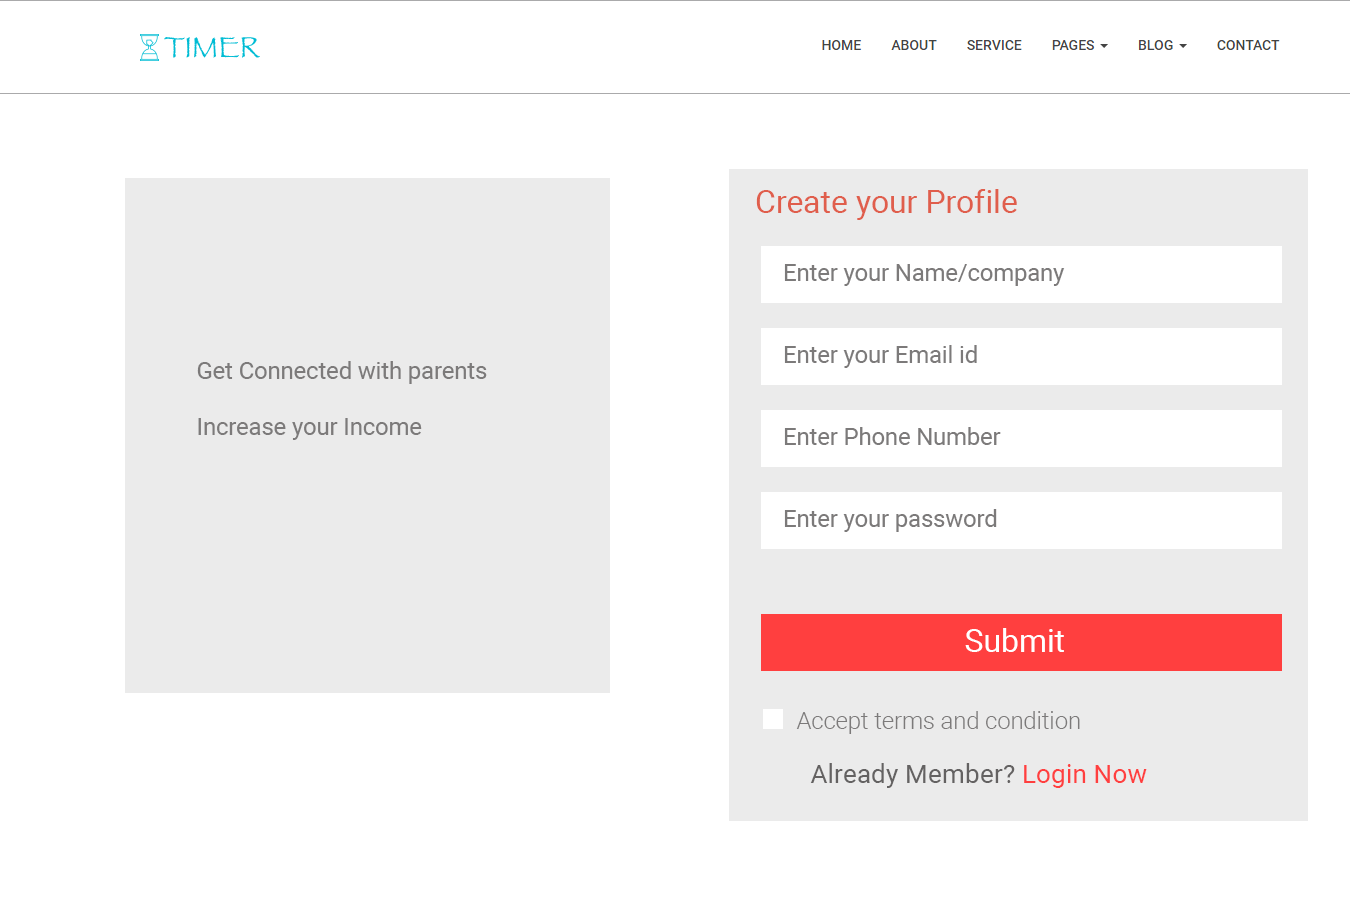 TIMER
HOME ABOUT SERVICE PAGES BLOG CONTACT
Get Connected with parents
Increase your Income
Create your Profile
Enter your Name/company
Enter your Email id
Enter Phone Number
Enter your password
Submit
Accept terms and condition
Already Member? Login Now